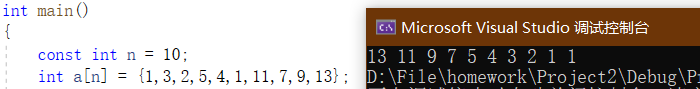 int main()
{
const int n = 10;
int a[n] = {1,3,2,5,4,1,11,7,9,13};
Microsoft Visual Studio 调试控制台
13 11 9 7 5 4 3 2 1 1
D:\File\homework\Project2\Debug\Pr